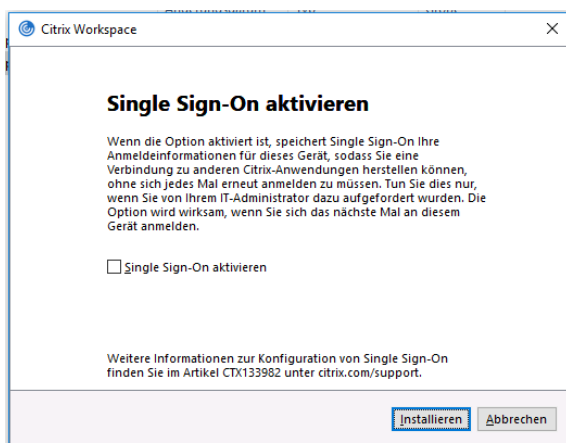 Citrix Workspace
Single Sign-On aktivieren
Wenn die Option aktiviert ist, speichert Single Sign-On Ihre
Anmeldeinformationen für dieses Gerät, sodass Sie eine
Verbindung zu anderen Citrix-Anwendungen herstellen können,
ohne sich jedes Mal erneut anmelden zu müssen. Tun Sie dies nur,
wenn Sie von Ihrem IT-Administrator dazu aufgefordert wurden. Die
Option wird wirksam, wenn Sie sich das nächste Mal an diesem
Gerät anmelden.
Single Sign-On aktivieren
Weitere Informationen zur Konfiguration von Single Sign-On
finden Sie im Artikel CTX133982 unter citrix.com/support.
Installieren Abbrechen